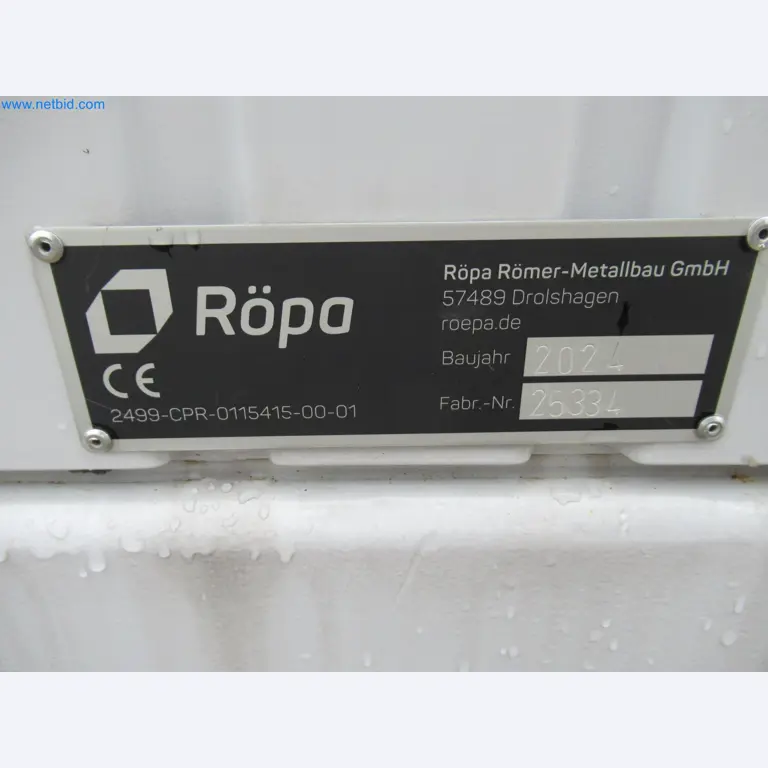 www.netbid.com
Röpa
CE
2499-CPR-0115415-00-01
Röpa Römer-Metallbau GmbH
57489 Drolshagen
roepa.de
Baujahr 2024
Fabr.-Nr. 25334